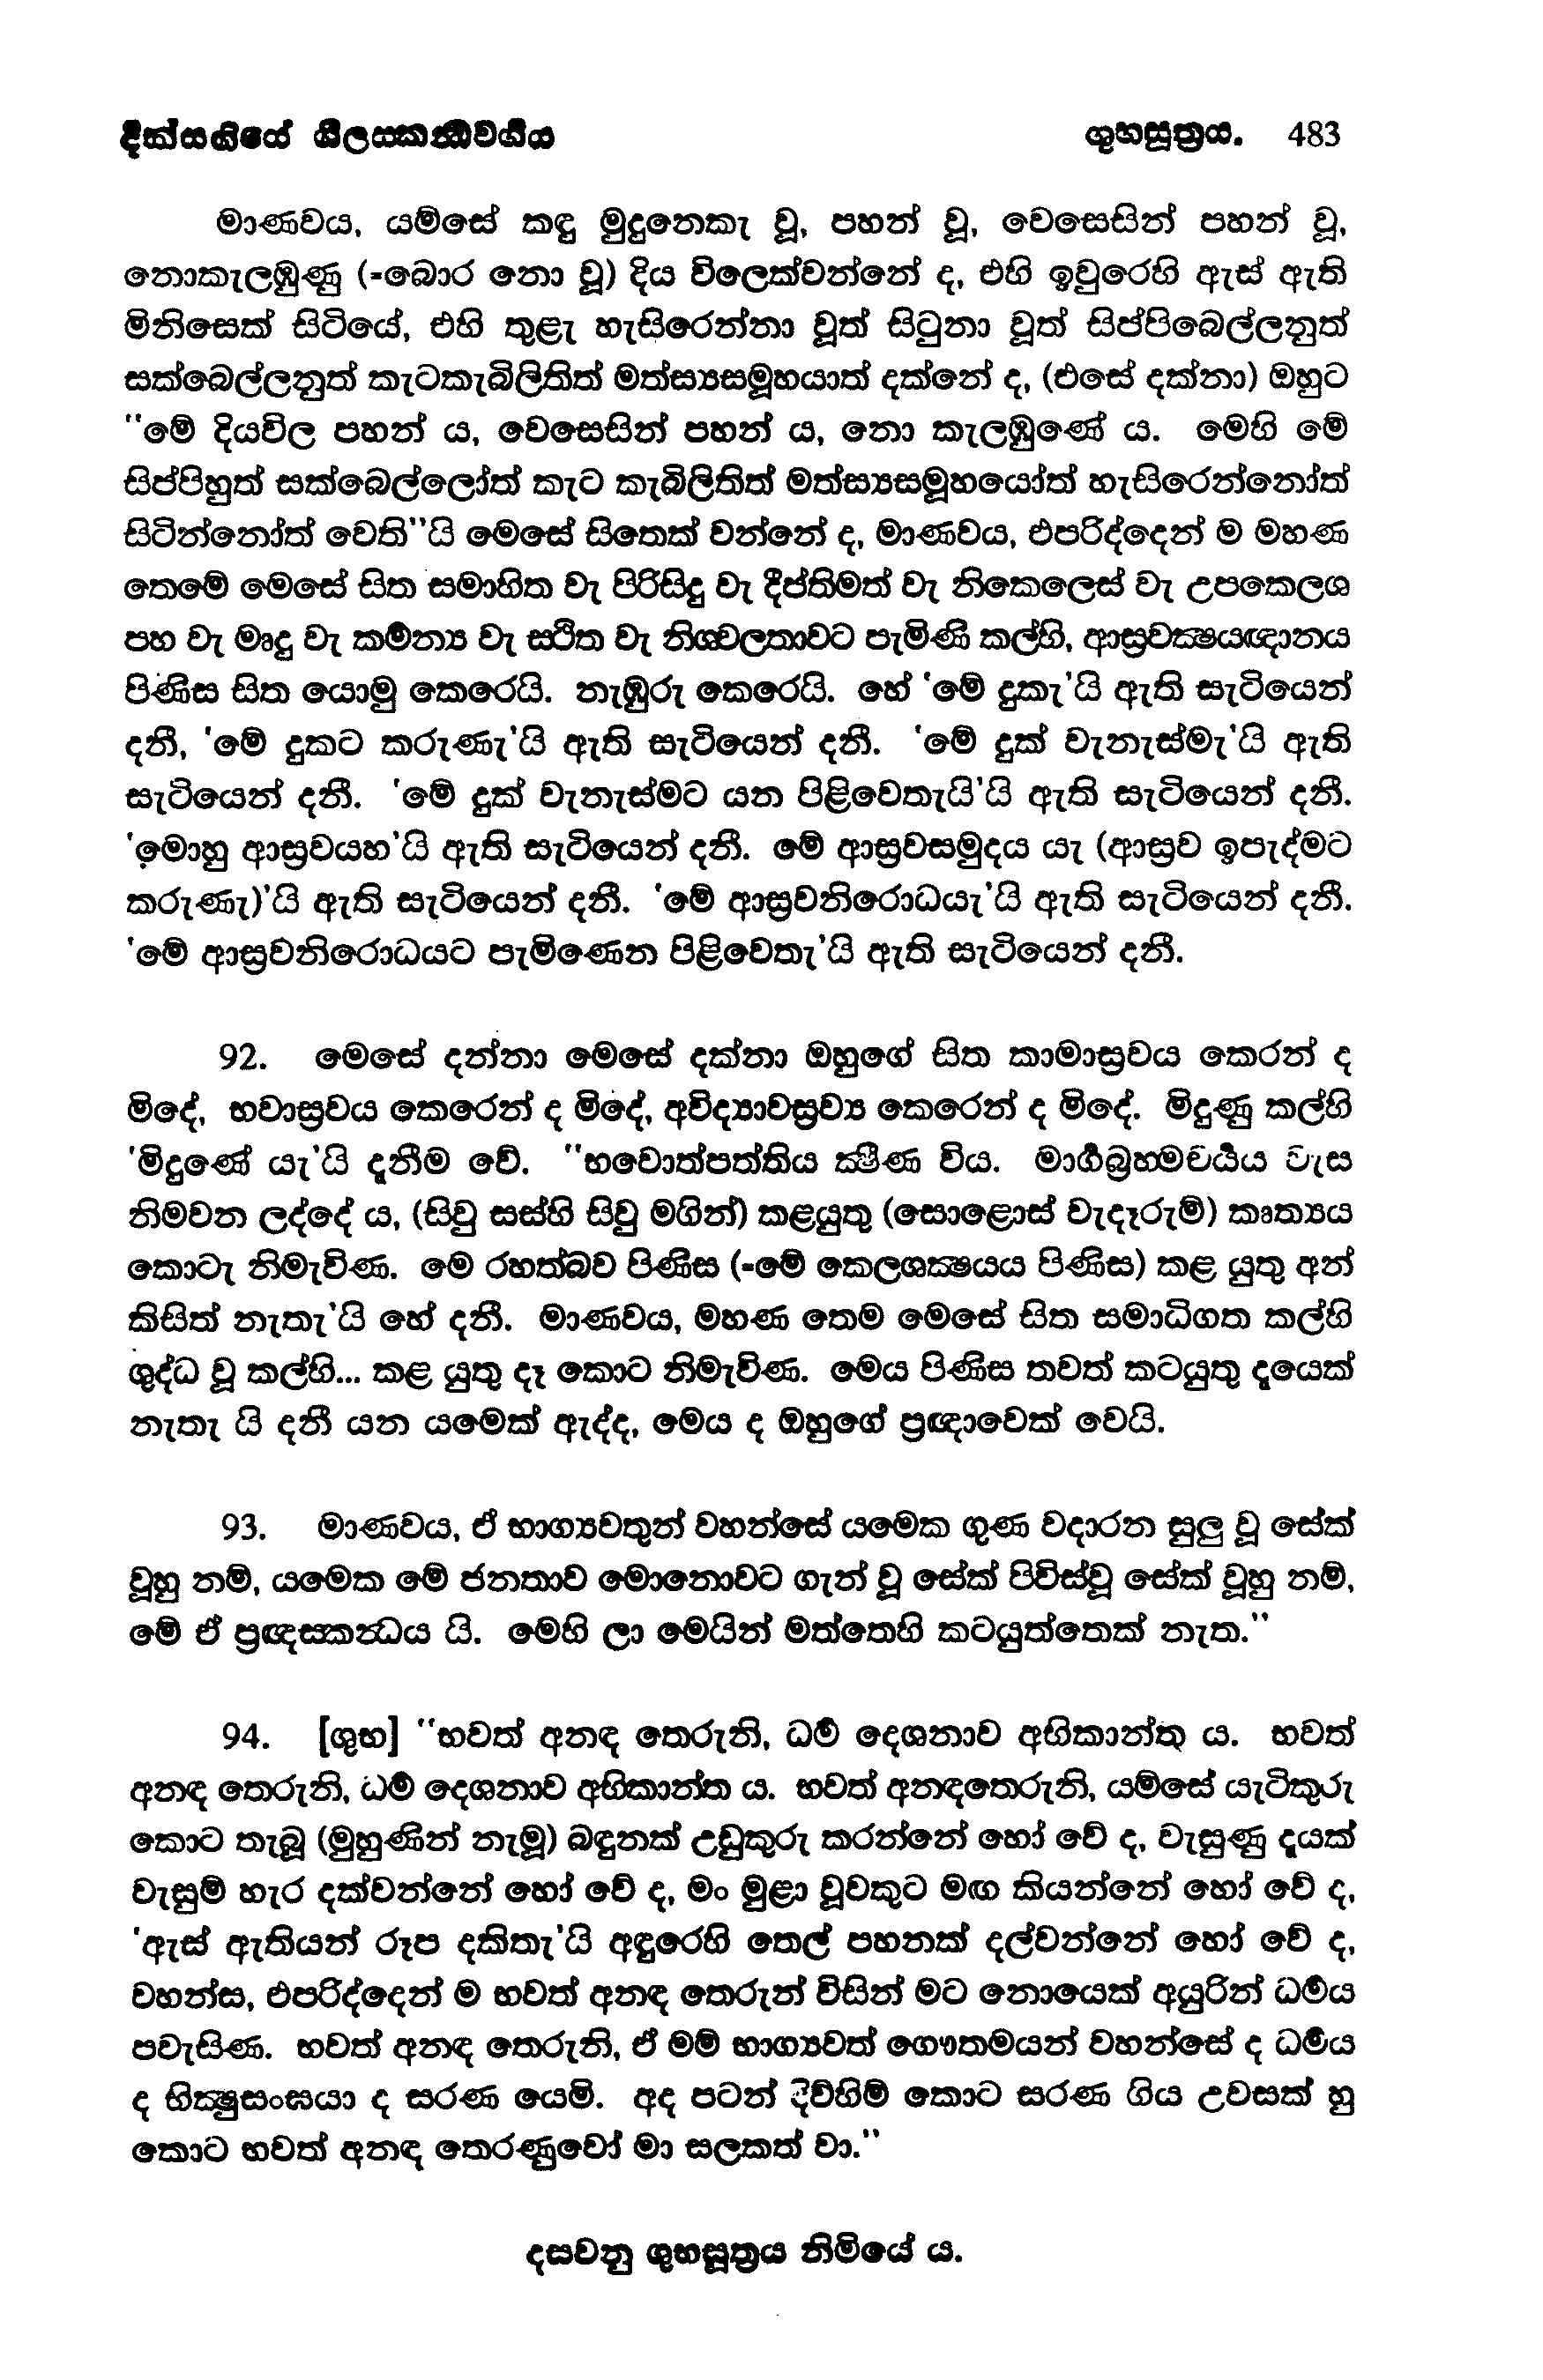 දික්සඟියේ ශීලස්කන්‍ධවර්‍ගය ශුභසූත්‍රය. 483
මාණවය, යම්සේ කඳු මුදුනෙකැ වූ, පහන් වූ, වෙසෙසින් පහන් වූ,
නොකැලඹුණු (=බොර නො වූ) දිය විලෙක්වන්නේ ද, එහි ඉවුරෙහි ඇස් ඇති
මිනිසෙක් සිටියේ, එහි තුළැ හැසිරෙන්නා වූත් සිටුනා වූත් සිප්පිබෙල්ලනුත්
සක්බෙල්ලනුත් කැටකැබිලිතිත් මත්ස්‍යසමූහයාත් දක්නේ ද, (එසේ දක්නා) ඔහුට
“මේ දියවිල පහන් ය, වෙසෙසින් පහන් ය, නො කැලඹුණේ ය. මෙහි මේ
සිප්පිහුත් සක්බෙල්ලෝත් කැට කැබිලිතිත් මත්ස්‍යසමූහයෝත් හැසිරෙන්නෝත්
සිටින්නෝත් වෙති”යි මෙසේ සිතෙක් වන්නේ ද, මාණවය, එපරිද්දෙන් ම මහණ
තෙමේ මෙසේ සිත සමාහිත වැ පිරිසිදු වැ දීප්තිමත් වැ නිකෙලෙස් වැ උපකෙලශ
පහ වැ මෘදු වැ කර්‍මන්‍ය වැ ස්ථිත වැ නිශ්චලතාවට පැමිණි කල්හි, ආස්‍රවක්‍ෂයඥානය
පිණිස සිත යොමු කෙරෙයි. නැඹුරු කෙරෙයි. හේ ‘මේ දුකැ’යි ඇති සැටියෙන්
දනී, ‘මේ දුකට කරුණැ’යි ඇති සැටියෙන් දනී. ‘මේ දුක් වැනැස්මැ’යි ඇති
සැටියෙන් දනී. ‘මේ දුක් වැනැස්මට යන පිළිවෙතැයි’යි ඇති සැටියෙන් දනී.
‘මොහු ආස්‍රවයහ’යි ඇති සැටියෙන් දනී. මේ ආස්‍රවසමුදය යැ (ආස්‍රව ඉපැද්මට
කරුණැ)’යි ඇති සැටියෙන් දනී. ‘මේ ආස්‍රවනිරොධයැ’යි ඇති සැටියෙන් දනී.
‘මේ ආස්‍රවනිරොධයට පැමිණෙන පිළිවෙතැ’යි ඇති සැටියෙන් දනී.
92. මෙසේ දන්නා මෙසේ දක්නා ඔහුගේ සිත කාමාස්‍රවය කෙරන් ද
මිදේ, භවාස්‍රවය කෙරෙන් ද මිදේ, අවිද්‍යාවස්‍රව්‍ය කෙරෙන් ද මිදේ. මිදුණු කල්හි
‘මිදුණේ යැ’යි දැනීම වේ. “භවොත්පත්තිය ක්‍ෂීණ විය. මාර්‍ගබ්‍රහ්මචර්‍ය්‍යය වැස
නිමවන ලද්දේ ය, (සිවු සස්හි සිවු මගින්) කළයුතු (සොළොස් වැදෑරුම්) කෘත්‍යය
කොටැ නිමැවිණ. මෙ රහත්බව පිණිස (=මේ කෙලශක්‍ෂයය පිණිස) කළ යුතු අන්
කිසිත් නැතැ’යි හේ දනී. මාණවය, මහණ තෙම මෙසේ සිත සමාධිගත කල්හි
ශුද්ධ වූ කල්හි... කළ යුතු දෑ කොට නිමැවිණ. මෙය පිණිස තවත් කටයුතු දැයෙක්
නැතැ යි දනී යන යමෙක් ඇද්ද, මෙය ද ඔහුගේ ප්‍රඥාවෙක් වෙයි.
93. මාණවය, ඒ භාග්‍යවතුන් වහන්සේ යමෙක ගුණ වදාරන සුලු වූ සේක්
වූහු නම්, යමෙක මේ ජනතාව මොනොවට ගැන් වූ සේක් පිවිස්වූ සේක් වූහු නම්,
මේ ඒ ප්‍රඥාස්කන්‍ධය යි. මෙහි ලා මෙයින් මත්තෙහි කටයුත්තෙක් නැත.”
94. [ශුභ] “භවත් අනඳ තෙරුනි, ධර්‍ම දෙශනාව අභිකාන්ත ය. භවත්
අනඳ තෙරුනි, ධර්‍ම දෙශනාව අභිකාන්ත ය. භවත් අනඳතෙරුනි, යම්සේ යැටිකුරු
කොට තැබූ (මුහුණින් නැමූ) බඳුනක් උඩුකුරු කරන්නේ හෝ වේ ද, වැසුණු දැයක්
වැසුම් හැර දක්වන්නේ හෝ වේ ද, මං මුළා වූවකුට මඟ කියන්නේ හෝ වේ ද,
‘ඇස් ඇතියන් රූප දකිතැ’යි අඳුරෙහි තෙල් පහනක් දල්වන්නේ හෝ වේ ද,
වහන්ස, එපරිද්දෙන් ම භවත් අනඳ තෙරුන් විසින් මට නොයෙක් අයුරින් ධර්‍මය
පවැසිණ. භවත් අනඳ තෙරුනි, ඒ මම් භාග්‍යවත් ගෞතමයන් වහන්සේ ද ධර්‍මය
ද භික්‍ෂුසංඝයා ද සරණ යෙමි. අද පටන් දිවිහිම් කොට සරණ ගිය උවසක් හු
කොට භවත් අනඳ තෙරණුවෝ මා සලකත් වා.”
දසවනු ශුභසූත්‍රය නිමියේ ය.